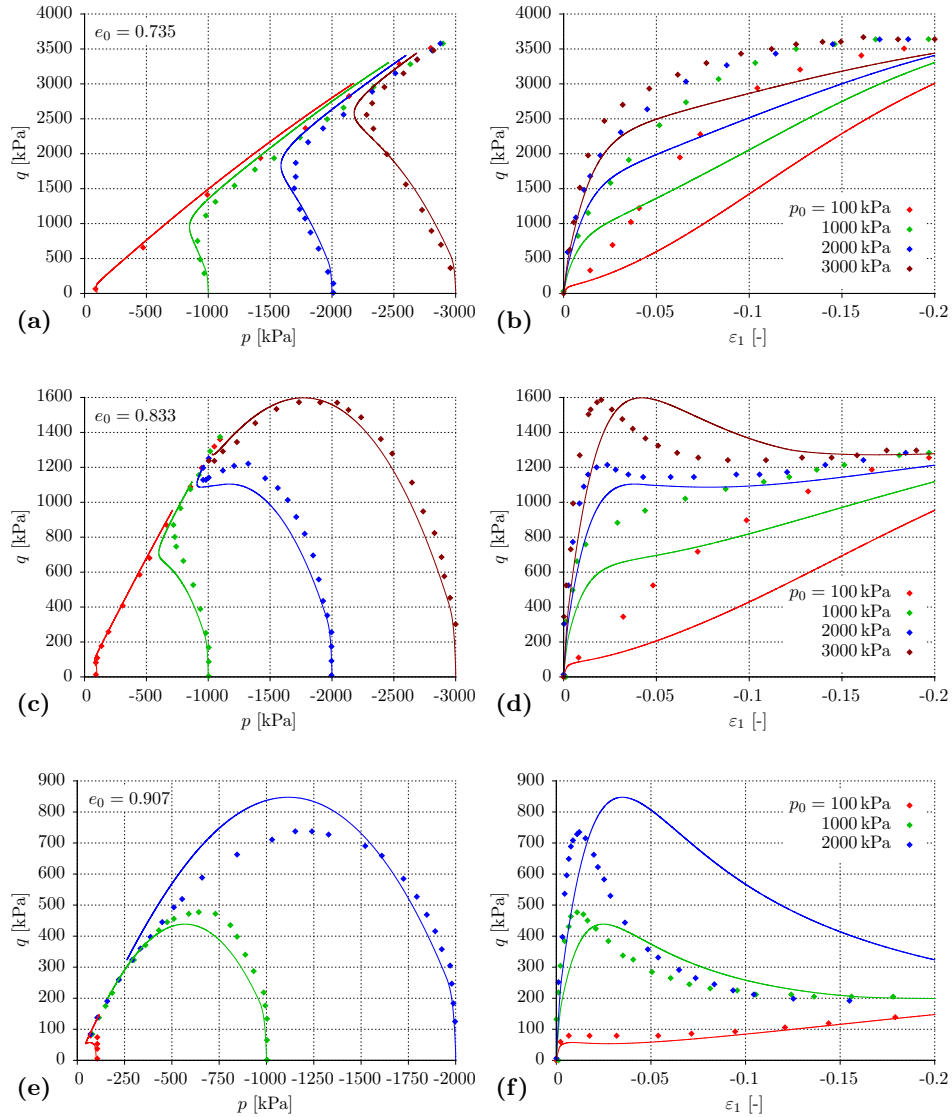 4000
3500
3000
2500
2000
1500
1000
500
0
q [kPa]
e0 = 0.735
0 -500 -1000 -1500 -2000 -2500 -3000
p [kPa]
(a)
4000
3500
3000
2500
2000
1500
1000
500
0
q [kPa]
p0 = 100 kPa
1000 kPa
2000 kPa
3000 kPa
0 -0.05 -0.1 -0.15 -0.2
ε1 [-]
(b)
1600
1400
1200
1000
800
600
400
200
0
q [kPa]
e0 = 0.833
0 -500 -1000 -1500 -2000 -2500 -3000
p [kPa]
(c)
1600
1400
1200
1000
800
600
400
200
0
q [kPa]
p0 = 100 kPa
1000 kPa
2000 kPa
3000 kPa
0 -0.05 -0.1 -0.15 -0.2
ε1 [-]
(d)
900
800
700
600
500
400
300
200
100
0
q [kPa]
e0 = 0.907
0 -250 -500 -750 -1000 -1250 -1500 -1750 -2000
p [kPa]
(e)
900
800
700
600
500
400
300
200
100
0
q [kPa]
p0 = 100 kPa
1000 kPa
2000 kPa
0 -0.05 -0.1 -0.15 -0.2
ε1 [-]
(f)